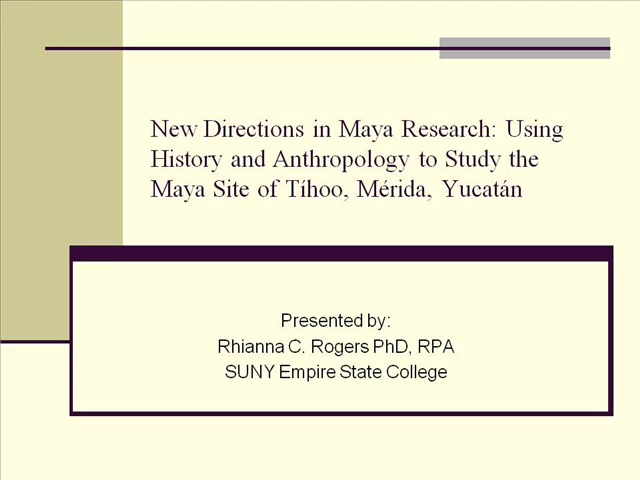 New Directions in Maya Research: Using
History and Anthropology to Study the
Maya Site of Tíhoo, Mérida, Yucatán
Presented by:
Rhianna C. Rogers PhD, RPA
SUNY Empire State College